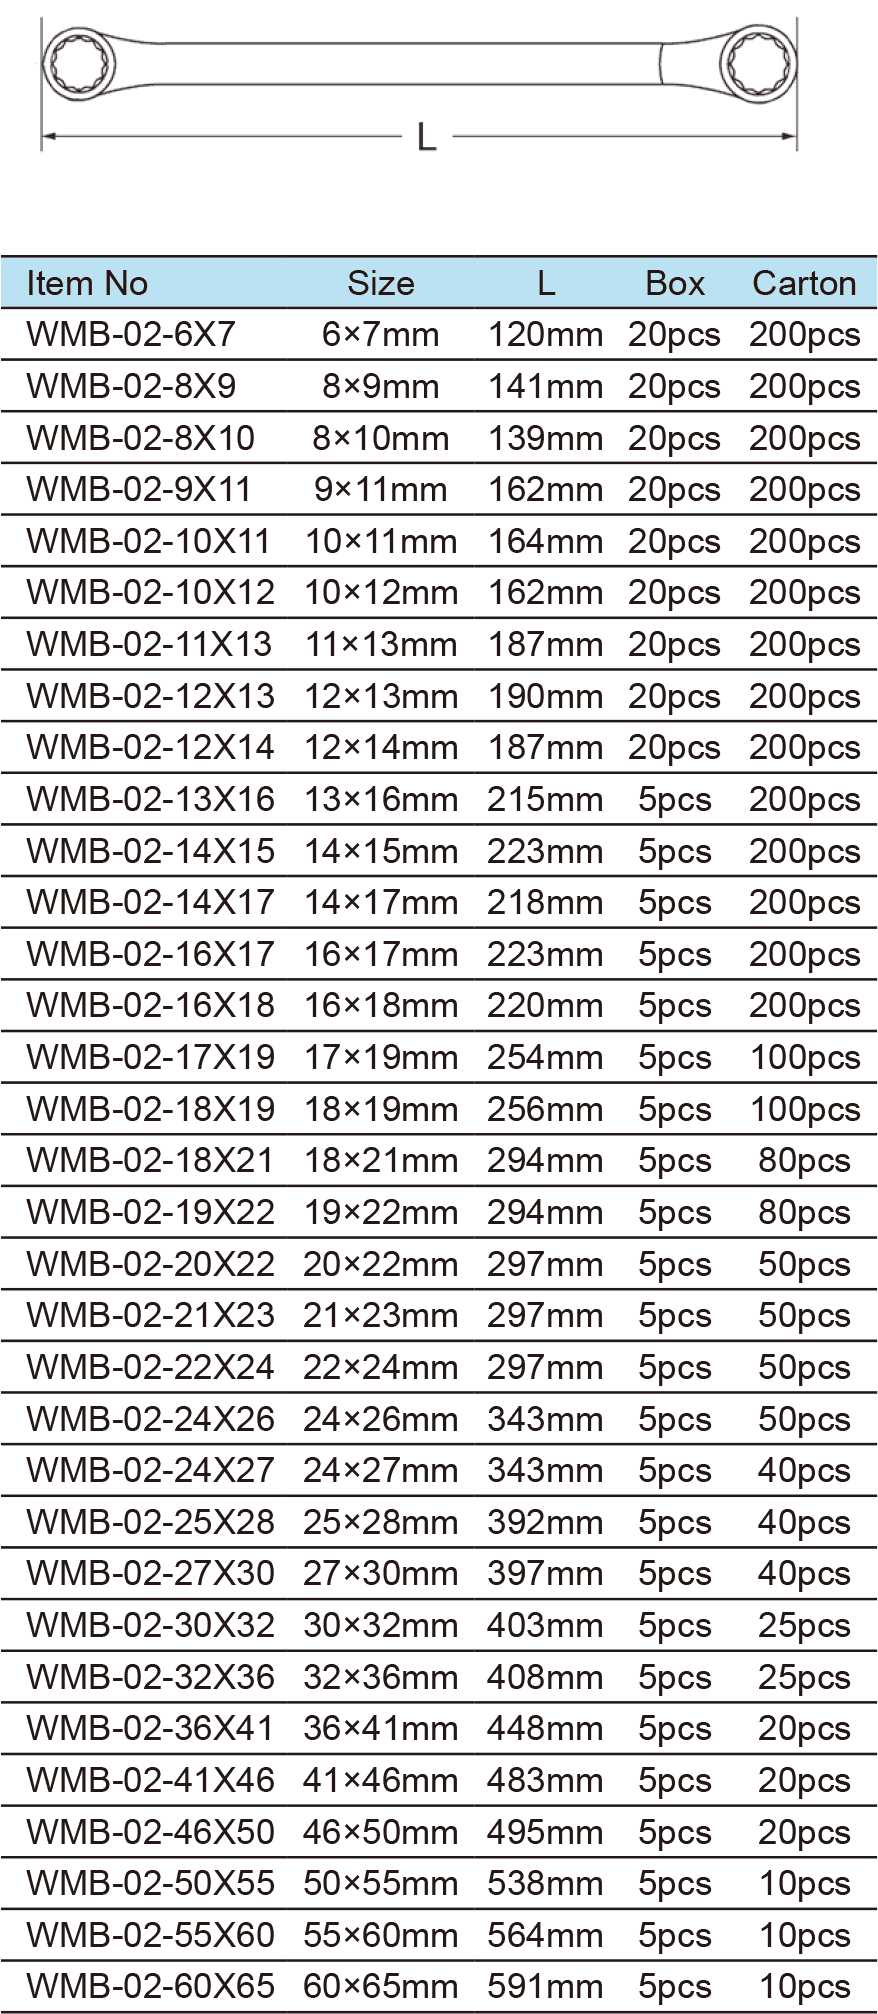 L
Item No Size L Box Carton
WMB-02-6X7 6×7mm 120mm 20pcs 200pcs
WMB-02-8X9 8×9mm 141mm 20pcs 200pcs
WMB-02-8X10 8×10mm 139mm 20pcs 200pcs
WMB-02-9X11 9×11mm 162mm 20pcs 200pcs
WMB-02-10X11 10×11mm 164mm 20pcs 200pcs
WMB-02-10X12 10×12mm 162mm 20pcs 200pcs
WMB-02-11X13 11×13mm 187mm 20pcs 200pcs
WMB-02-12X13 12×13mm 190mm 20pcs 200pcs
WMB-02-12X14 12×14mm 187mm 20pcs 200pcs
WMB-02-13X16 13×16mm 215mm 5pcs 200pcs
WMB-02-14X15 14×15mm 223mm 5pcs 200pcs
WMB-02-14X17 14×17mm 218mm 5pcs 200pcs
WMB-02-16X17 16×17mm 223mm 5pcs 200pcs
WMB-02-16X18 16×18mm 220mm 5pcs 200pcs
WMB-02-17X19 17×19mm 254mm 5pcs 100pcs
WMB-02-18X19 18×19mm 256mm 5pcs 100pcs
WMB-02-18X21 18×21mm 294mm 5pcs 80pcs
WMB-02-19X22 19×22mm 294mm 5pcs 80pcs
WMB-02-20X22 20×22mm 297mm 5pcs 50pcs
WMB-02-21X23 21×23mm 297mm 5pcs 50pcs
WMB-02-22X24 22×24mm 297mm 5pcs 50pcs
WMB-02-24X26 24×26mm 343mm 5pcs 50pcs
WMB-02-24X27 24×27mm 343mm 5pcs 40pcs
WMB-02-25X28 25×28mm 392mm 5pcs 40pcs
WMB-02-27X30 27×30mm 397mm 5pcs 40pcs
WMB-02-30X32 30×32mm 403mm 5pcs 25pcs
WMB-02-32X36 32×36mm 408mm 5pcs 25pcs
WMB-02-36X41 36×41mm 448mm 5pcs 20pcs
WMB-02-41X46 41×46mm 483mm 5pcs 20pcs
WMB-02-46X50 46×50mm 495mm 5pcs 20pcs
WMB-02-50X55 50×55mm 538mm 5pcs 10pcs
WMB-02-55X60 55×60mm 564mm 5pcs 10pcs
WMB-02-60X65 60×65mm 591mm 5pcs 10pcs